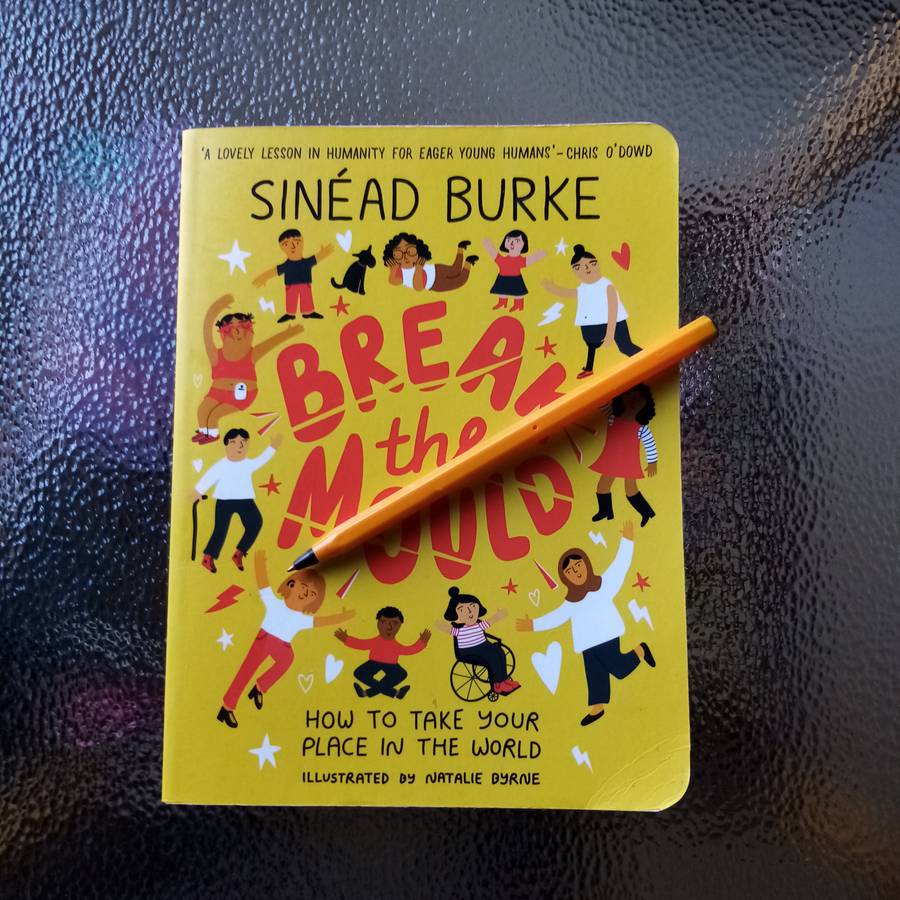 'A LOVELY LESSON IN HUMANITY FOR EAGER YOUNG HUMANS' – CHRIS O'DOWD
SINÉAD BURKE
BREAK
the
MOULD
HOW TO TAKE YOUR
PLACE IN THE WORLD
ILLUSTRATED BY NATALIE BYRNE